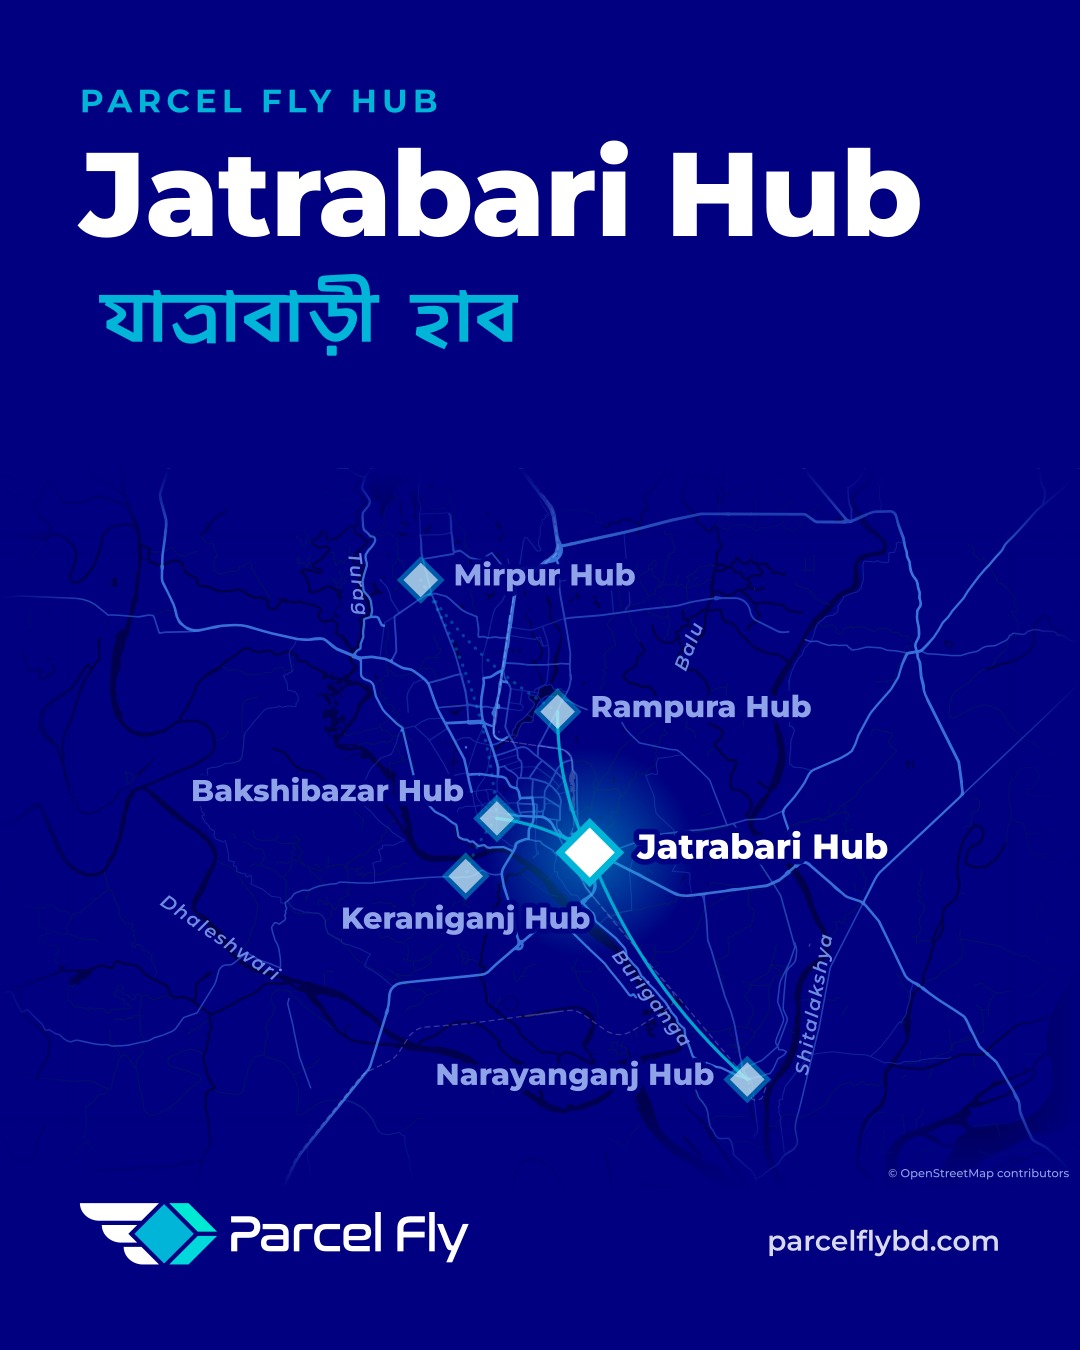 PARCEL FLY HUB
Jatrabari Hub
যাত্রাবাড়ী হাব
Turag
Mirpur Hub
Balu
Rampura Hub
Bakshibazar Hub
Jatrabari Hub
Keraniganj Hub
Dhaleshwari
Buriganga
Shitalakshya
Narayanganj Hub
© OpenStreetMap contributors
Parcel Fly
parcelflybd.com